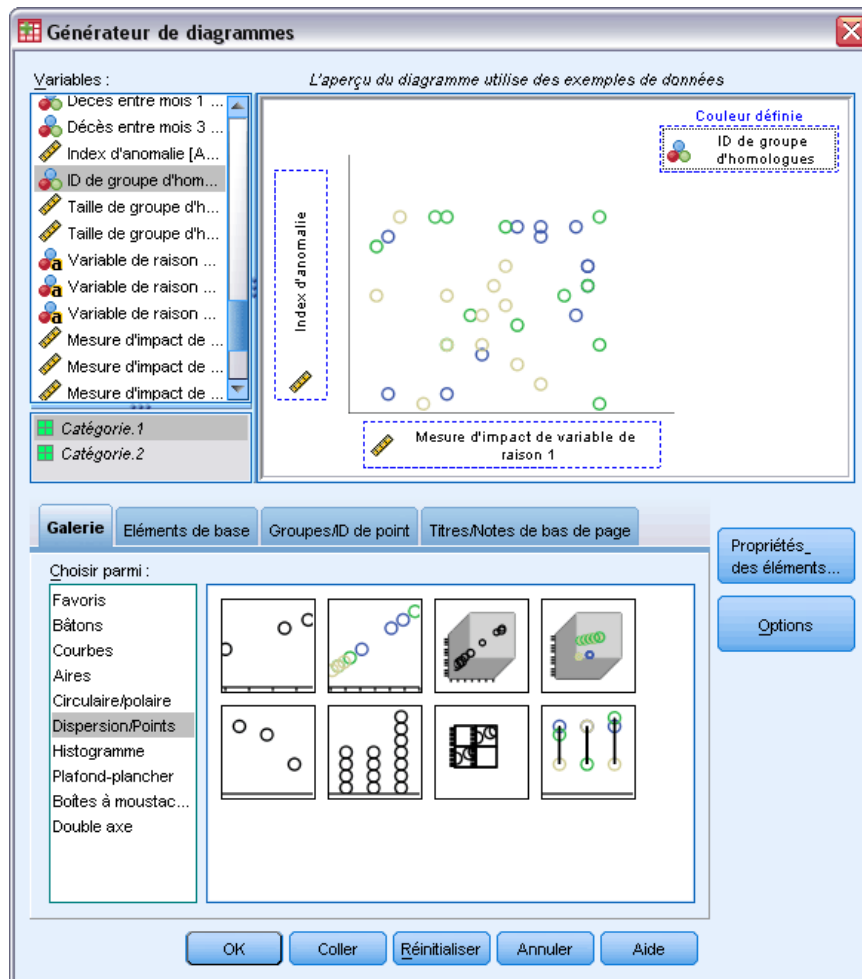 Générateur de diagrammes
Variables :
L'aperçu du diagramme utilise des exemples de données
Décès entre mois 1 ...
Décès entre mois 3 ...
Index d'anomalie [A...
ID de groupe d'hom...
Taille de groupe d'h...
Taille de groupe d'h...
Variable de raison ...
Variable de raison ...
Variable de raison ...
Mesure d'impact de ...
Mesure d'impact de ...
Mesure d'impact de ...
Catégorie.1
Catégorie.2
Couleur définie
ID de groupe
d'homologues
Index d'anomalie
Mesure d'impact de variable de
raison 1
Galerie
Eléments de base
Groupes/ID de point
Titres/Notes de bas de page
Choisir parmi :
Favoris
Bâtons
Courbes
Aires
Circulaire/polaire
Dispersion/Points
Histogramme
Plafond-plancher
Boîtes à moustac...
Double axe
Propriétés_
des éléments...
Options
OK
Coller
Réinitialiser
Annuler
Aide